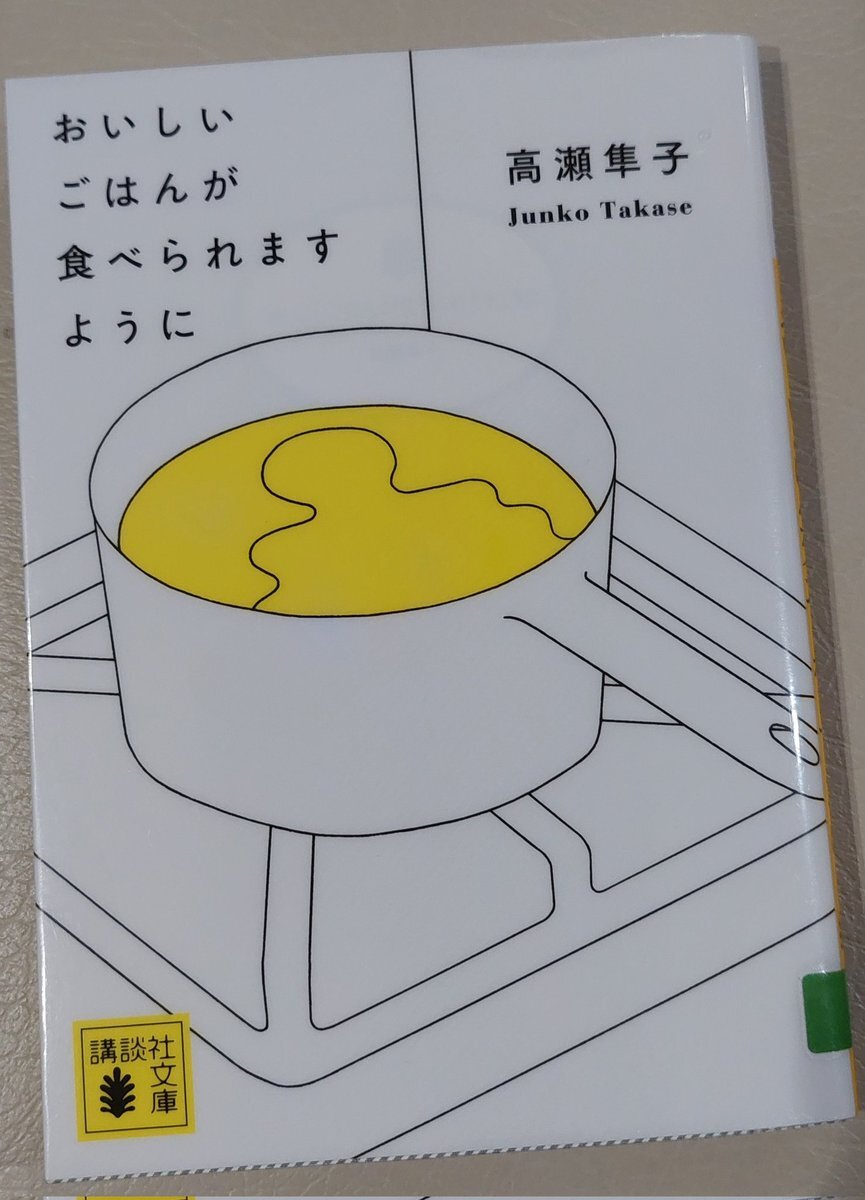 おいしい
ごはんが
食べられます
ように
高瀬隼子
Junko Takase
講談社
文庫